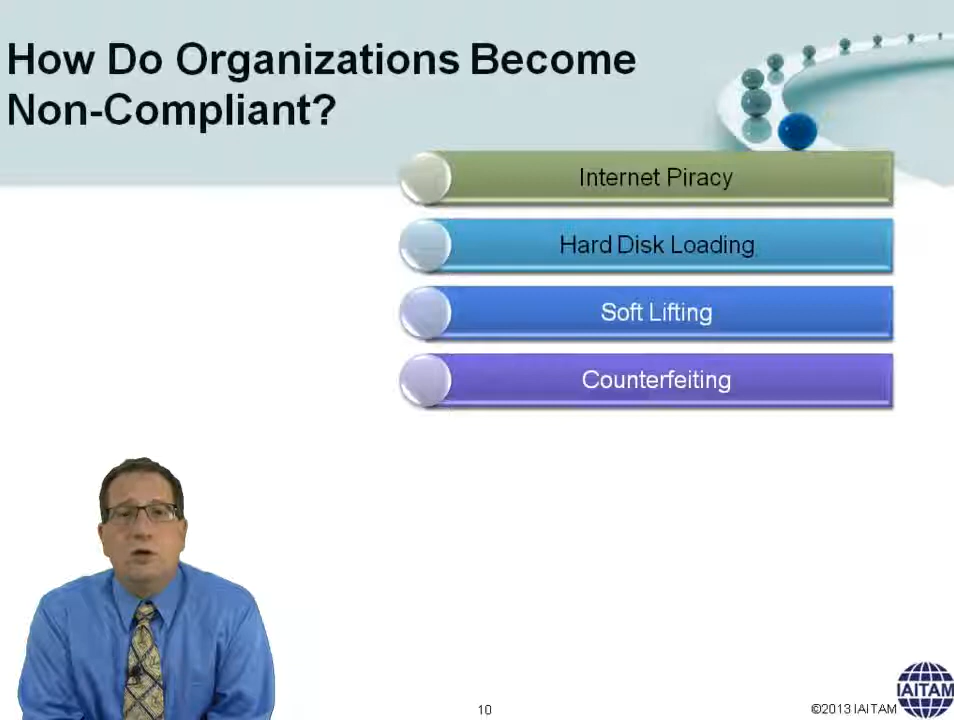 How Do Organizations Become
Non-Compliant?
Internet Piracy
Hard Disk Loading
Soft Lifting
Counterfeiting
10
©2013 IAITAM
IAITAM